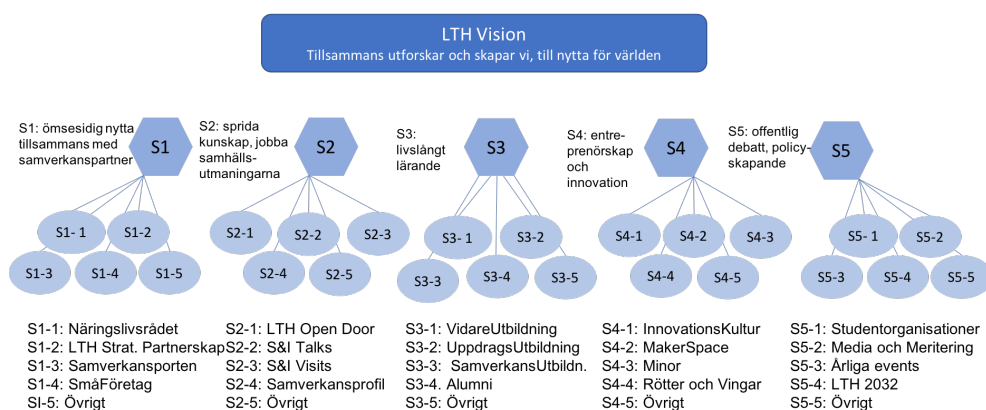 LTH Vision
Tillsammans utforskar och skapar vi, till nytta för världen
S1: ömsesidig nytta
tillsammans med
samverkanspartner
S1
S2: sprida
kunskap, jobba
samhälls-
utmaningarna
S2
S3:
livslångt
lärande
S3
S4: entre-
prenörskap
och
innovation
S4
S5: offentlig
debatt, policy-
skapande
S5
S1- 1
S1-2
S1-3
S1-4
S1-5
S2-1
S2-2
S2-3
S2-4
S2-5
S3- 1
S3-2
S3-3
S3-4
S3-5
S4-1
S4-2
S4-3
S4-4
S4-5
S5- 1
S5-2
S5-3
S5-4
S5-5
S1-1: Näringslivsrådet
S1-2: LTH Strat. Partnerskap
S1-3: Samverkansporten
S1-4: SmåFöretag
SI-5: Övrigt
S2-1: LTH Open Door
S2-2: S&I Talks
S2-3: S&I Visits
S2-4: Samverkansprofil
S2-5: Övrigt
S3-1: VidareUtbildning
S3-2: UppdragsUtbildning
S3-3: SamverkansUtbildn.
S3-4. Alumni
S3-5: Övrigt
S4-1: InnovationsKultur
S4-2: MakerSpace
S4-3: Minor
S4-4: Rötter och Vingar
S4-5: Övrigt
S5-1: Studentorganisationer
S5-2: Media och Meritering
S5-3: Årliga events
S5-4: LTH 2032
S5-5: Övrigt